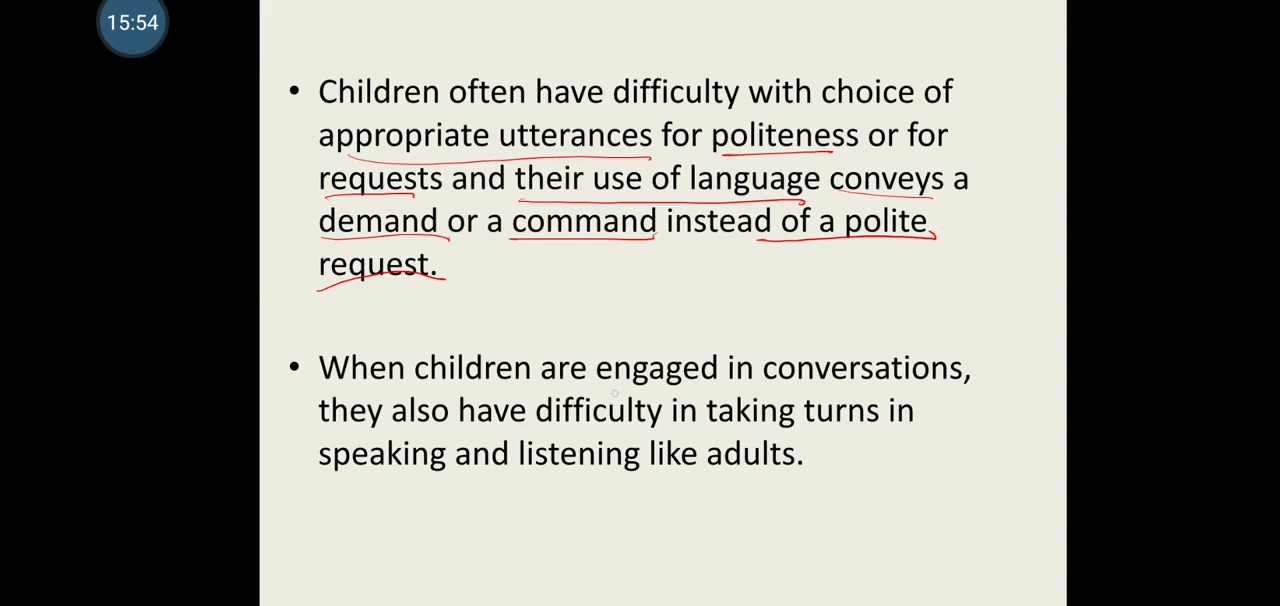 15:54
• Children often have difficulty with choice of
appropriate utterances for politeness or for
requests and their use of language conveys a
demand or a command instead of a polite
request.
• When children are engaged in conversations,
they also have difficulty in taking turns in
speaking and listening like adults.